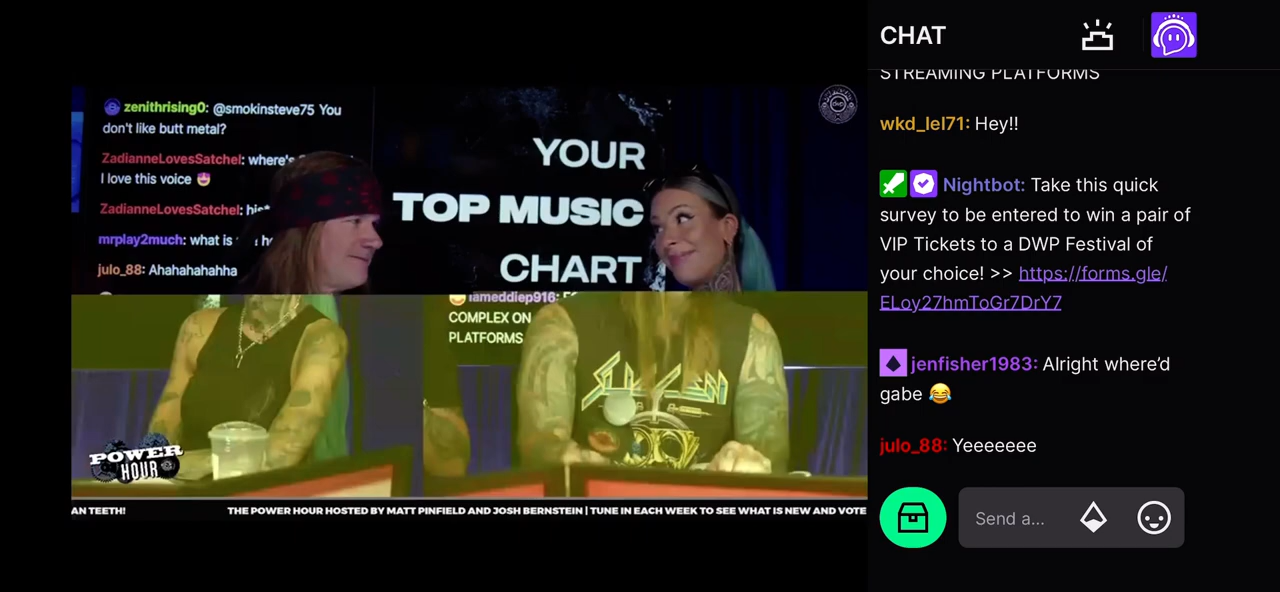 zenithrising0: @smokinsteve75 You
don't like butt metal?
ZadianneLovesSatchel: where's
I love this voice 😍
ZadianneLovesSatchel: his*
mrplay2much: what is
julo_88: Ahahahahahha
YOUR
TOP MUSIC
CHART
iameddiep916:
COMPLEX ON
PLATFORMS
POWER
HOUR
AN TEETH!
THE POWER HOUR HOSTED BY MATT PINFIELD AND JOSH BERNSTEIN | TUNE IN EACH WEEK TO SEE WHAT IS NEW AND VOTE
CHAT
STREAMING PLATFORMS
wkd_lel71: Hey!!
Nightbot: Take this quick
survey to be entered to win a pair of
VIP Tickets to a DWP Festival of
your choice! >> https://forms.gle/
ELoy27hmToGr7DrY7
jenfisher1983: Alright where'd
gabe 😂
julo_88: Yeeeeeee
Send a...